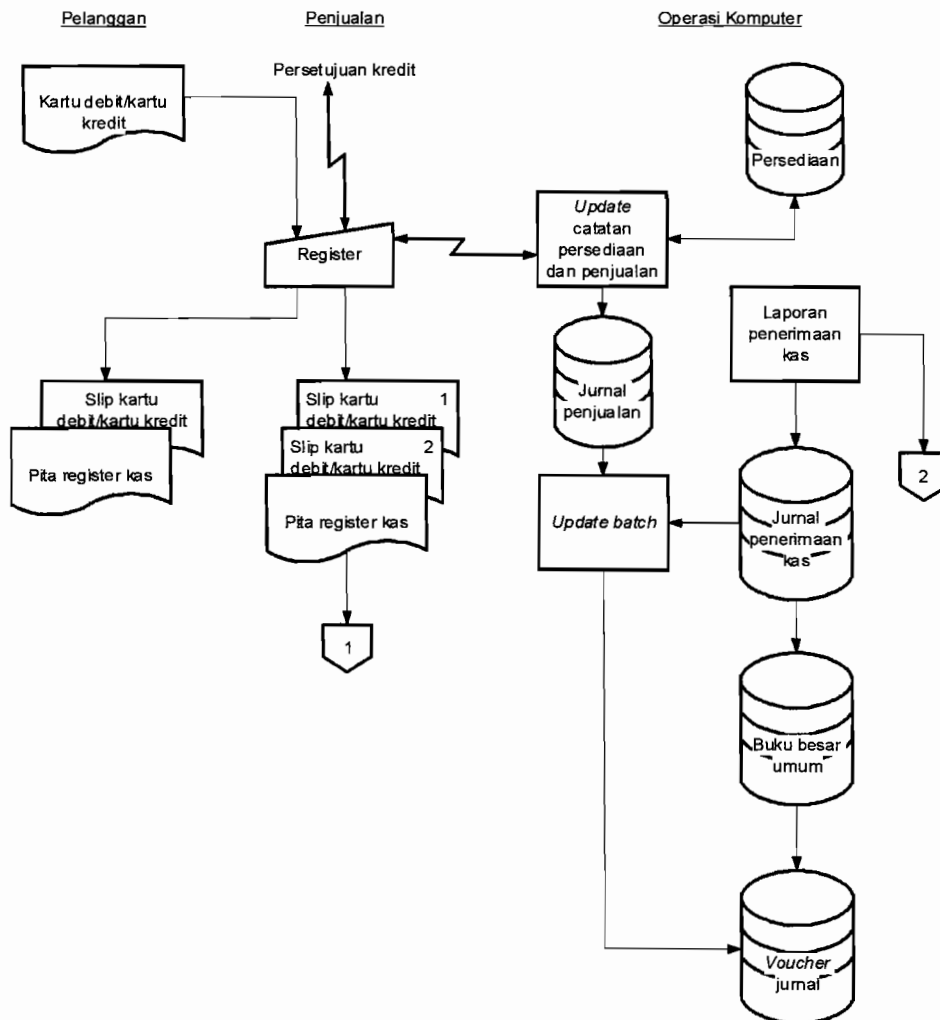 Pelanggan
Penjualan
Operasi Komputer
Persetujuan kredit
Kartu debit/kartu
kredit
Persediaan
Update
catatan
persediaan
dan penjualan
Register
Laporan
penerimaan
kas
Slip kartu
debit/kartu kredit
Pita register kas
Slip kartu 1
debit/kartu kredit
Slip kartu 2
debit/kartu kredit
Pita register kas
1
Jurnal
penjualan
2
Update batch
Jurnal
penerimaan
kas
Buku besar
umum
Voucher
jurnal